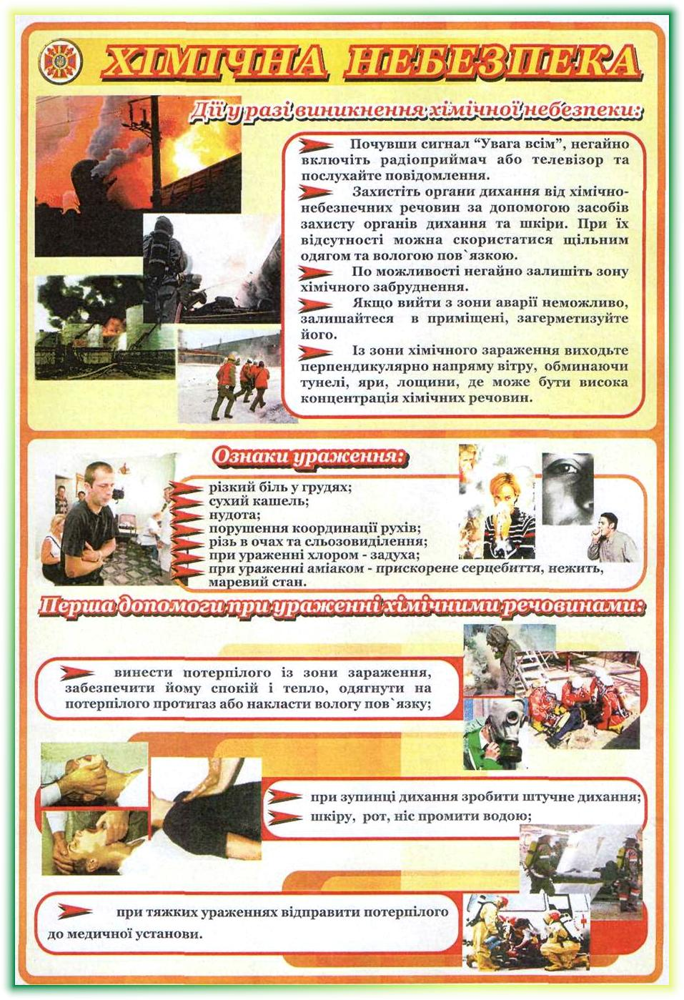 ХІМІЧНА НЕБЕЗПЕКА
Дії у разі виникнення хімічної небезпеки:
Почувши сигнал “Увага всім”, негайно
включіть радіоприймач або телевізор та
послухайте повідомлення.
Захистіть органи дихання від хімічно-
небезпечних речовин за допомогою засобів
захисту органів дихання та шкіри. При їх
відсутності можна скористатися щільним
одягом та вологою пов`язкою.
По можливості негайно залишіть зону
хімічного забруднення.
Якщо вийти з зони аварії неможливо,
залишайтеся в приміщені, загерметизуйте
його.
Із зони хімічного зараження виходьте
перпендикулярно напряму вітру, обминаючи
тунелі, яри, лощини, де може бути висока
концентрація хімічних речовин.
Ознаки ураження:
різкий біль у грудях;
сухий кашель;
нудота;
порушення координації рухів;
різь в очах та сльозовиділення;
при ураженні хлором - задуха;
при ураженні аміаком - прискорене серцебиття, нежить,
маревий стан.
Перша допомоги при ураженні хімічними речовинами:
винести потерпілого із зони зараження,
забезпечити йому спокій і тепло, одягнути на
потерпілого протигаз або накласти вологу пов`язку;
при зупинці дихання зробити штучне дихання;
шкіру, рот, ніс промити водою;
при тяжких ураженнях відправити потерпілого
до медичної установи.